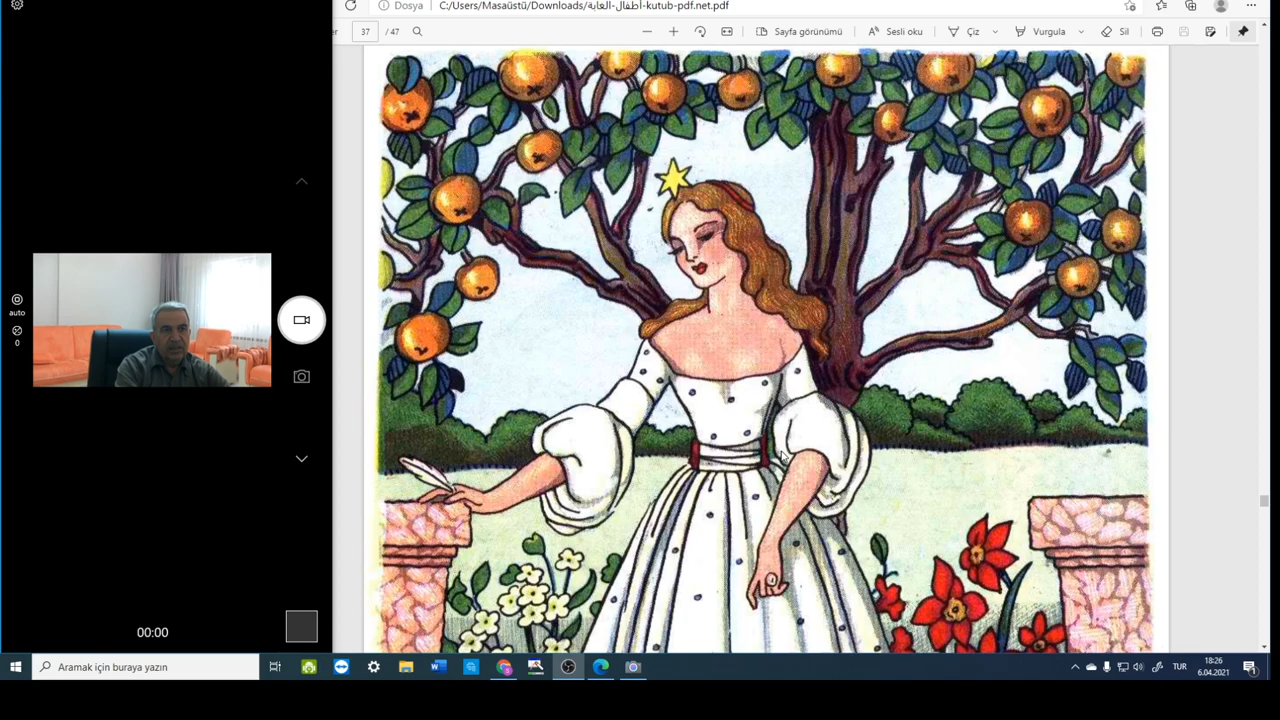 Dosya
C:/Users/Masaüstü/Downloads/أطفال-الغابة-kutub-pdf.net.pdf
37 / 47
Sayfa görünümü
Sesli oku
Çiz
Vurgula
Sil
auto
0
00:00
Aramak için buraya yazın
TUR
18:26
6.04.2021